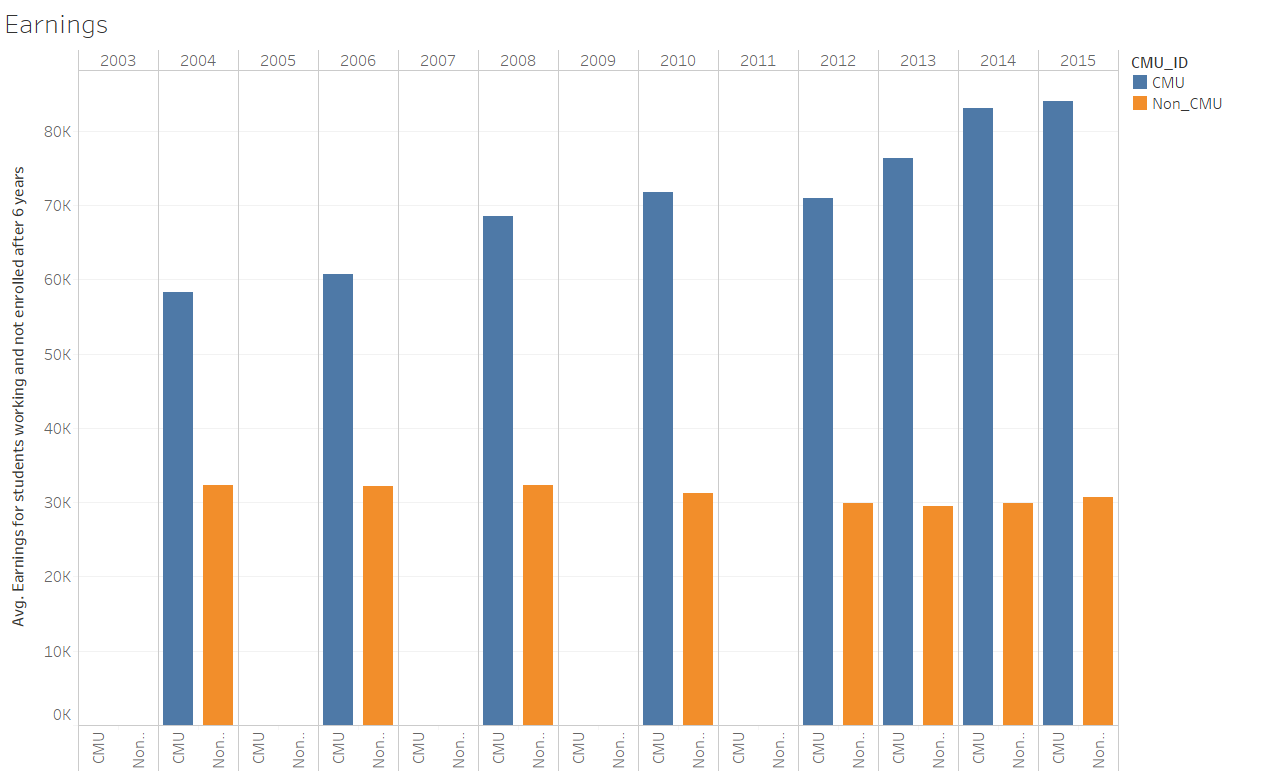 Earnings
2003 2004 2005 2006 2007 2008 2009 2010 2011 2012 2013 2014 2015
CMU_ID
CMU
Non_CMU
Avg. Earnings for students working and not enrolled after 6 years
80K
70K
60K
50K
40K
30K
20K
10K
0K
CMU Non.. CMU Non.. CMU Non.. CMU Non.. CMU Non.. CMU Non.. CMU Non.. CMU Non.. CMU Non.. CMU Non.. CMU Non.. CMU Non.. CMU Non..